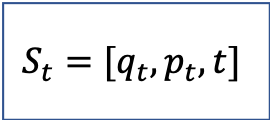 S_t = [q_t, p_t, t]